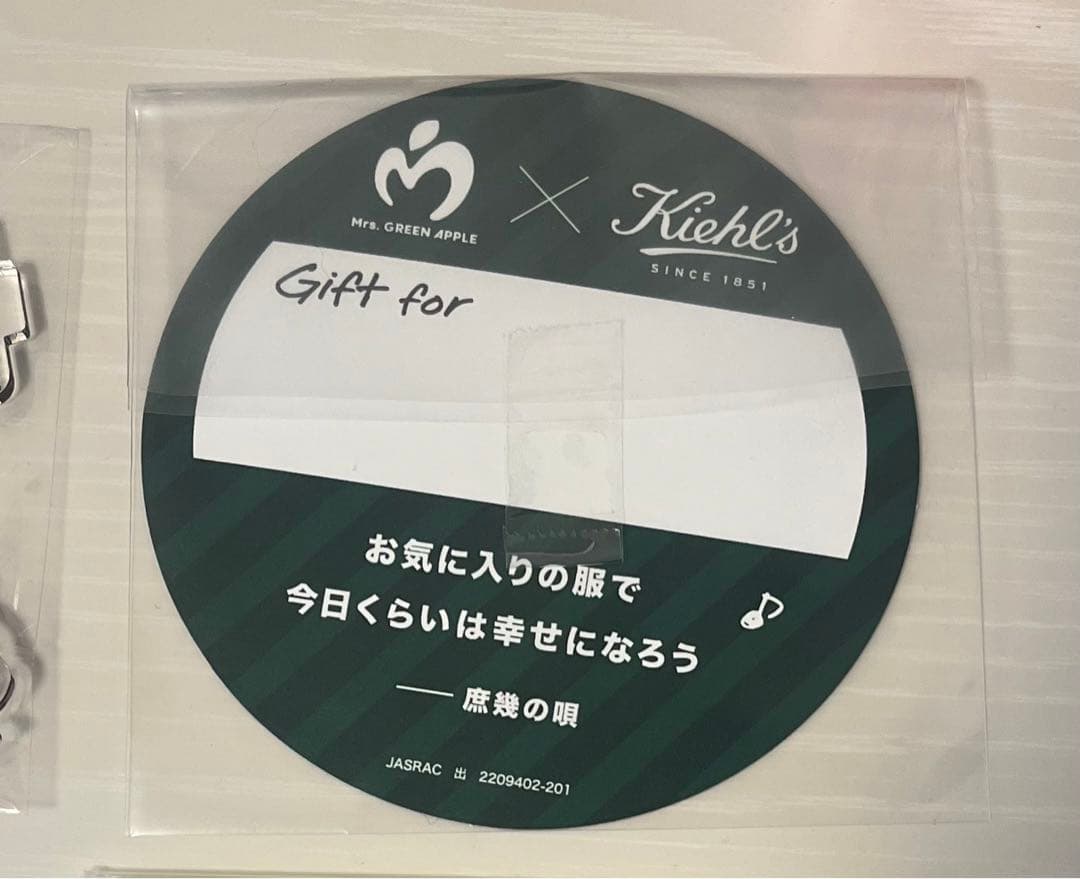 Mrs. GREEN APPLE
Kiehl's
SINCE 1851
Gift for
お気に入りの服で
今日くらいは幸せになろう
── 庶幾の唄
JASRAC 出 2209402-201